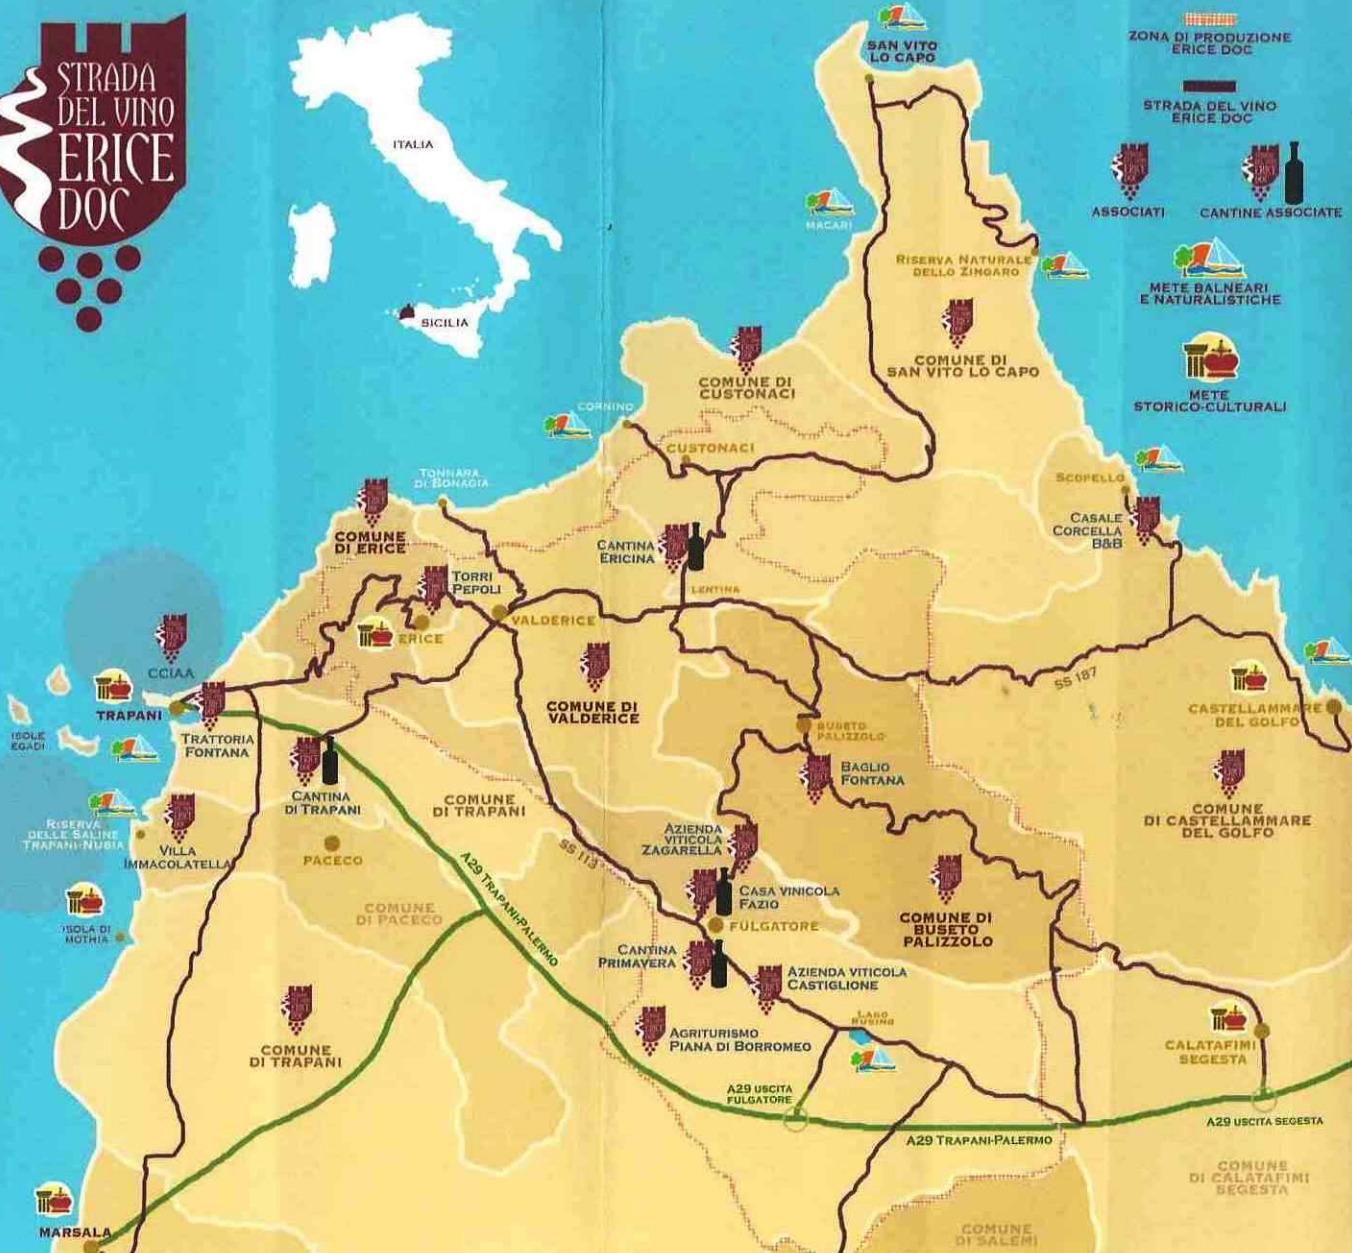 STRADA
DEL VINO
ERICE
DOC
ITALIA
SICILIA
SAN VITO
LO CAPO
ZONA DI PRODUZIONE
ERICE DOC
STRADA DEL VINO
ERICE DOC
ASSOCIATI
CANTINE ASSOCIATE
METE BALNEARI
E NATURALISTICHE
METE
STORICO-CULTURALI
MACARI
RISERVA NATURALE
DELLO ZINGARO
COMUNE DI
SAN VITO LO CAPO
COMUNE DI
CUSTONACI
CORNINO
CUSTONACI
TONNARA
DI BONAGIA
SCOPELLO
CASALE
CORCELLA
B&B
COMUNE
DI ERICE
CANTINA
ERICINA
TORRI
PEPOLI
LENTINA
VALDERICE
ERICE
CCIAA
TRAPANI
TRATTORIA
FONTANA
ISOLE
EGADI
COMUNE DI
VALDERICE
SS 187
CASTELLAMMARE
DEL GOLFO
BUSETO
PALIZZOLO
BAGLIO
FONTANA
CANTINA
DI TRAPANI
COMUNE
DI TRAPANI
COMUNE
DI CASTELLAMMARE
DEL GOLFO
RISERVA
DELLE SALINE
TRAPANI-NUBIA
VILLA
IMMACOLATELLA
PACECO
SS 113
AZIENDA
VITICOLA
ZAGARELLA
A29 TRAPANI-PALERMO
CASA VINICOLA
FAZIO
COMUNE
DI PACECO
FULGATORE
COMUNE DI
BUSETO
PALIZZOLO
ISOLA DI
MOTHIA
CANTINA
PRIMAVERA
AZIENDA VITICOLA
CASTIGLIONE
LAGO
RUBINO
AGRITURISMO
PIANA DI BORROMEO
COMUNE
DI TRAPANI
CALATAFIMI
SEGESTA
A29 USCITA
FULGATORE
A29 USCITA SEGESTA
A29 TRAPANI-PALERMO
COMUNE
DI CALATAFIMI
SEGESTA
MARSALA
COMUNE
DI SALEMI